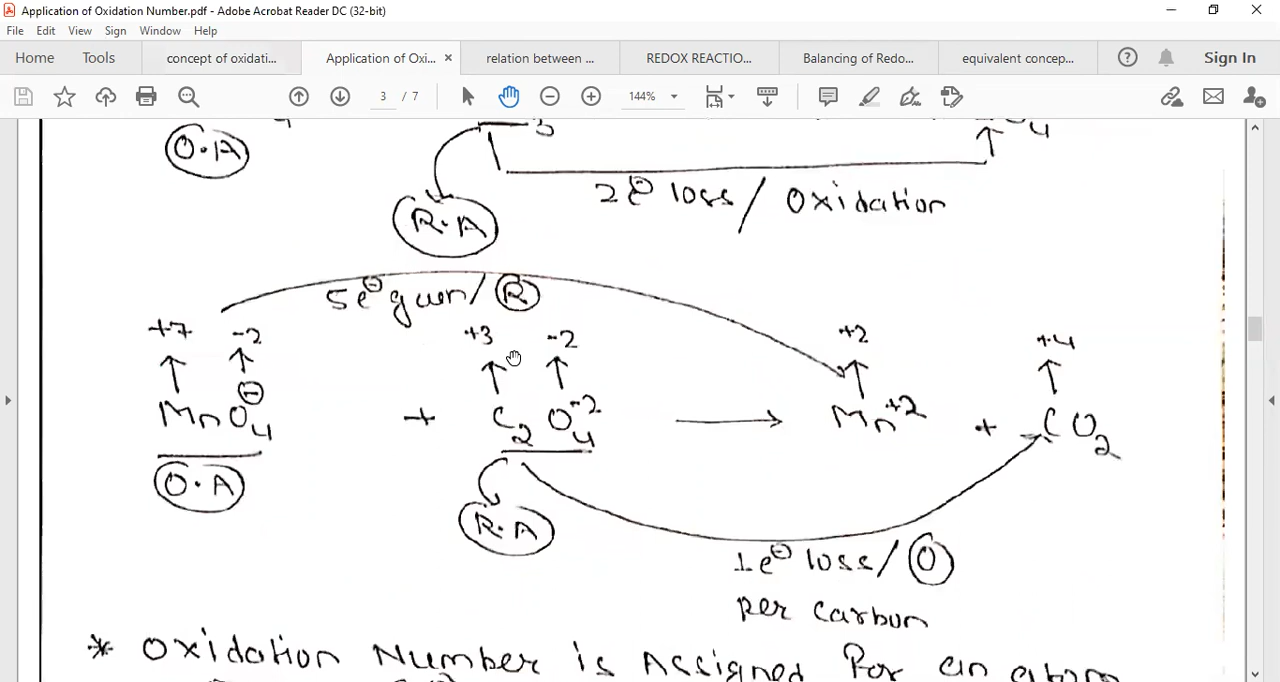 Application of Oxidation Number.pdf - Adobe Acrobat Reader DC (32-bit)
File Edit View Sign Window Help
Home Tools concept of oxidati... Application of Oxi... × relation between ... REDOX REACTIO... Balancing of Redo... equivalent concep... Sign In
3 / 7 144%
O.A
R.A
2e⊖ loss / Oxidation
5e⊖ gain / R
+7 -2 +3 -2 +2 +4
MnO4⊖ + C2O4-2 → Mn+2 + CO2
O.A
R.A
1e⊖ loss / O
per carbon
* Oxidation Number is Assigned for an atom